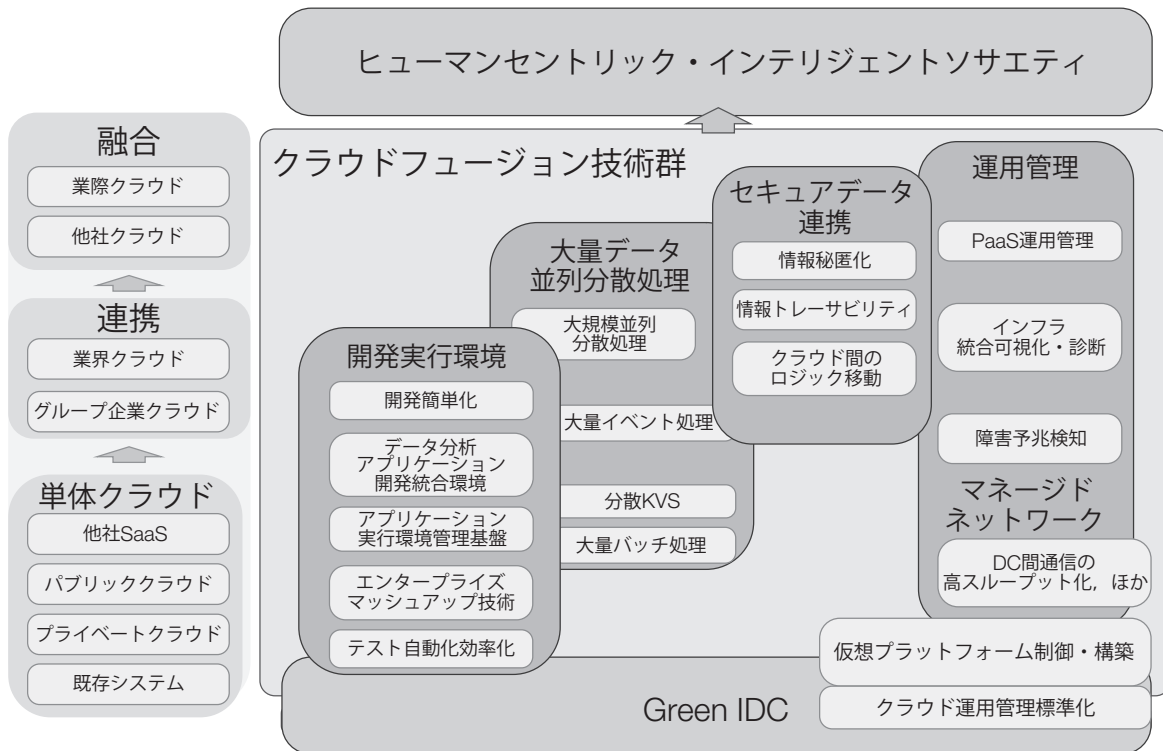 ヒューマンセントリック・インテリジェントソサエティ
融合
業際クラウド
他社クラウド
連携
業界クラウド
グループ企業クラウド
単体クラウド
他社SaaS
パブリッククラウド
プライベートクラウド
既存システム
クラウドフュージョン技術群
開発実行環境
開発簡単化
データ分析
アプリケーション
開発統合環境
アプリケーション
実行環境管理基盤
エンタープライズ
マッシュアップ技術
テスト自動化効率化
大量データ
並列分散処理
大規模並列
分散処理
大量イベント処理
分散KVS
大量バッチ処理
セキュアデータ
連携
情報秘匿化
情報トレーサビリティ
クラウド間の
ロジック移動
運用管理
PaaS運用管理
インフラ
統合可視化・診断
障害予兆検知
マネージド
ネットワーク
DC間通信の
高スループット化，ほか
仮想プラットフォーム制御・構築
クラウド運用管理標準化
Green IDC